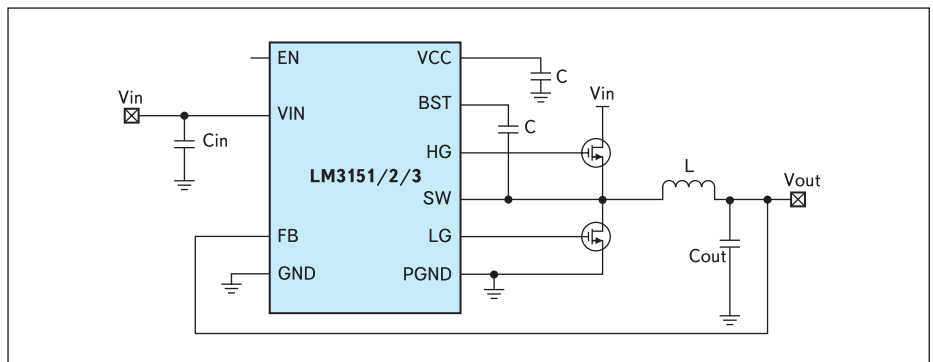 EN
VCC
C
Vin
Vin
BST
VIN
C
Cin
HG
LM3151/2/3
L
Vout
SW
FB
LG
Cout
GND
PGND